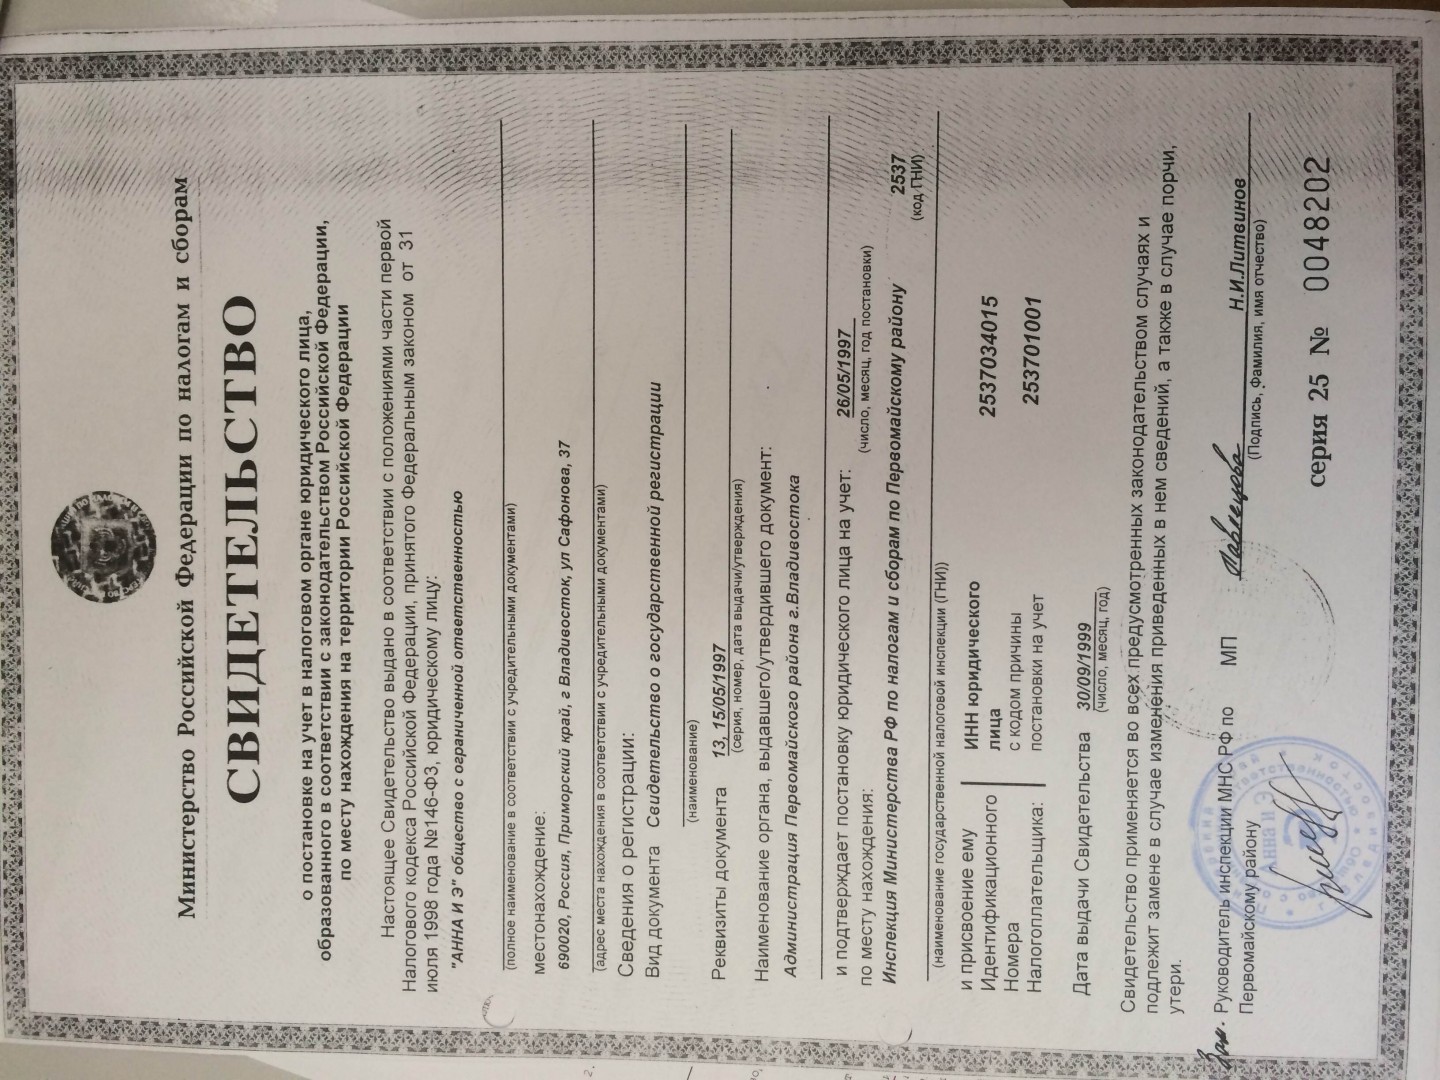 Министерство Российской Федерации по налогам и сборам
СВИДЕТЕЛЬСТВО
о постановке на учет в налоговом органе юридического лица,
образованного в соответствии с законодательством Российской Федерации,
по месту нахождения на территории Российской Федерации
Настоящее Свидетельство выдано в соответствии с положениями части первой
Налогового кодекса Российской Федерации, принятого Федеральным законом от 31
июля 1998 года №146-ФЗ, юридическому лицу:
"АННА И Э" общество с ограниченной ответственностью
(полное наименование в соответствии с учредительными документами)
местонахождение:
690020, Россия, Приморский край, г Владивосток, ул Сафонова, 37
(адрес места нахождения в соответствии с учредительными документами)
Сведения о регистрации:
Вид документа Свидетельство о государственной регистрации
(наименование)
Реквизиты документа 13, 15/05/1997
(серия, номер, дата выдачи/утверждения)
Наименование органа, выдавшего/утвердившего документ:
Администрация Первомайского района г.Владивостока
и подтверждает постановку юридического лица на учет: 26/05/1997
по месту нахождения: (число, месяц, год постановки)
Инспекция Министерства РФ по налогам и сборам по Первомайскому району 2537
(код ГНИ)
(наименование государственной налоговой инспекции (ГНИ))
и присвоение ему ИНН юридического
Идентификационного лица 2537034015
Номера с кодом причины
Налогоплательщика: постановки на учет 253701001
Дата выдачи Свидетельства 30/09/1999
(число, месяц, год)
Свидетельство применяется во всех предусмотренных законодательством случаях и
подлежит замене в случае изменения приведенных в нем сведений, а также в случае порчи,
утери.
Зам. Руководитель инспекции МНС РФ по МП Н.И.Литвинов
Первомайскому району (Подпись, Фамилия, имя отчество)
Анна и Э
серия 25 № 0048202